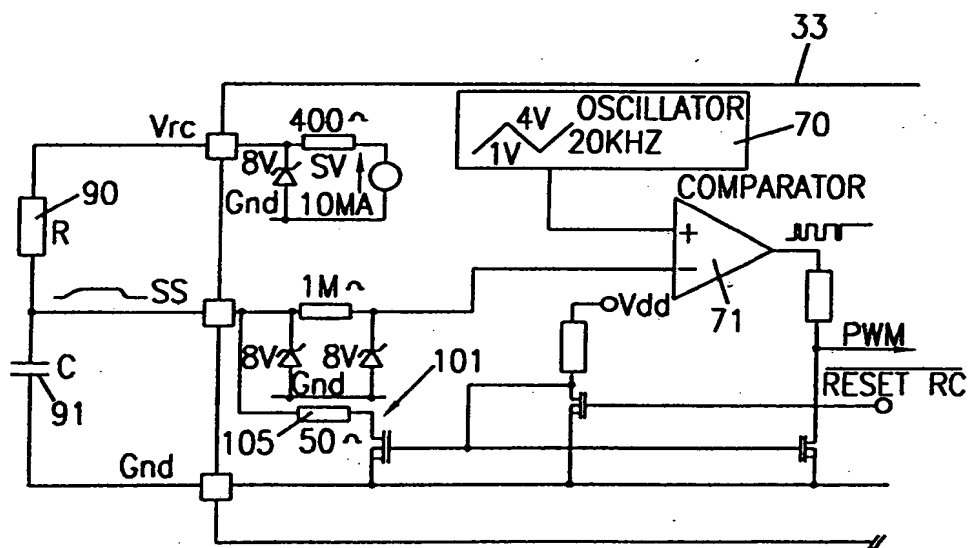 33
Vrc
400~
8V
SV
Gnd
10MA
4V OSCILLATOR
1V 20KHZ
70
COMPARATOR
90
R
SS
1M~
+
-
71
Vdd
PWM
8V
8V
Gnd
101
RESET RC
C
91
105
50~
Gnd